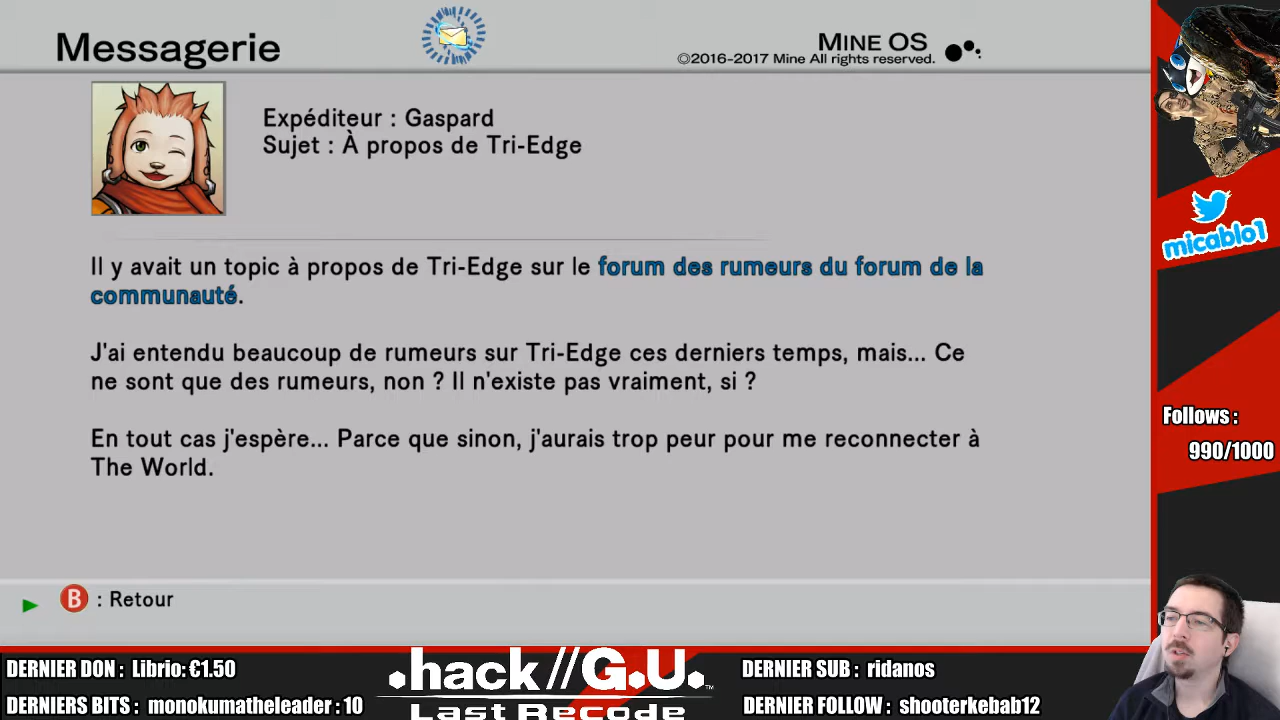 Messagerie
MINE OS
©2016-2017 Mine All rights reserved.
Expéditeur : Gaspard
Sujet : À propos de Tri-Edge
Il y avait un topic à propos de Tri-Edge sur le forum des rumeurs du forum de la
communauté.
J'ai entendu beaucoup de rumeurs sur Tri-Edge ces derniers temps, mais... Ce
ne sont que des rumeurs, non ? Il n'existe pas vraiment, si ?
En tout cas j'espère... Parce que sinon, j'aurais trop peur pour me reconnecter à
The World.
B : Retour
micablo1
Follows :
990/1000
DERNIER DON : Librio: €1.50
DERNIERS BITS : monokumatheleader : 10
.hack//G.U.™
Last Recode
DERNIER SUB : ridanos
DERNIER FOLLOW : shooterkebab12